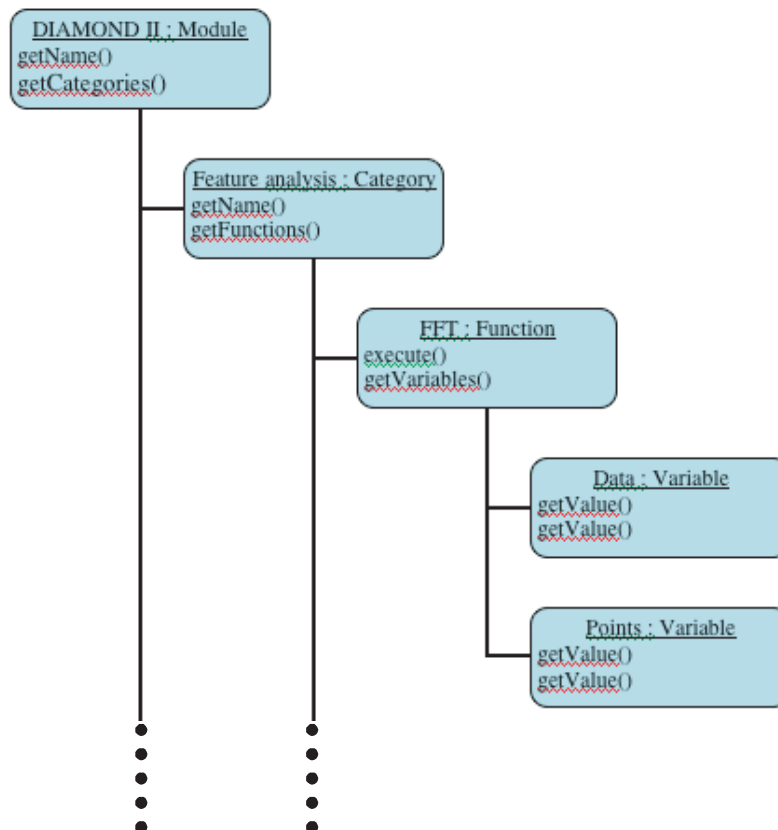 DIAMOND II : Module
getName()
getCategories()
Feature analysis : Category
getName()
getFunctions()
FFT : Function
execute()
getVariables()
Data : Variable
getValue()
getValue()
Points : Variable
getValue()
getValue()